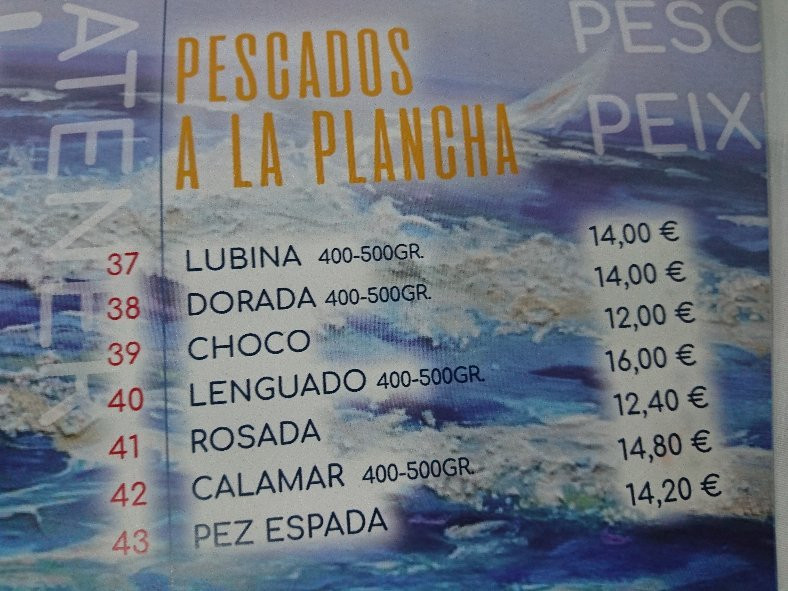 PESCADOS
A LA PLANCHA
37 LUBINA 400-500GR. 14,00 €
38 DORADA 400-500GR. 14,00 €
39 CHOCO 12,00 €
40 LENGUADO 400-500GR. 16,00 €
41 ROSADA 12,40 €
42 CALAMAR 400-500GR. 14,80 €
43 PEZ ESPADA 14,20 €
ATENER
PESC
PEIX